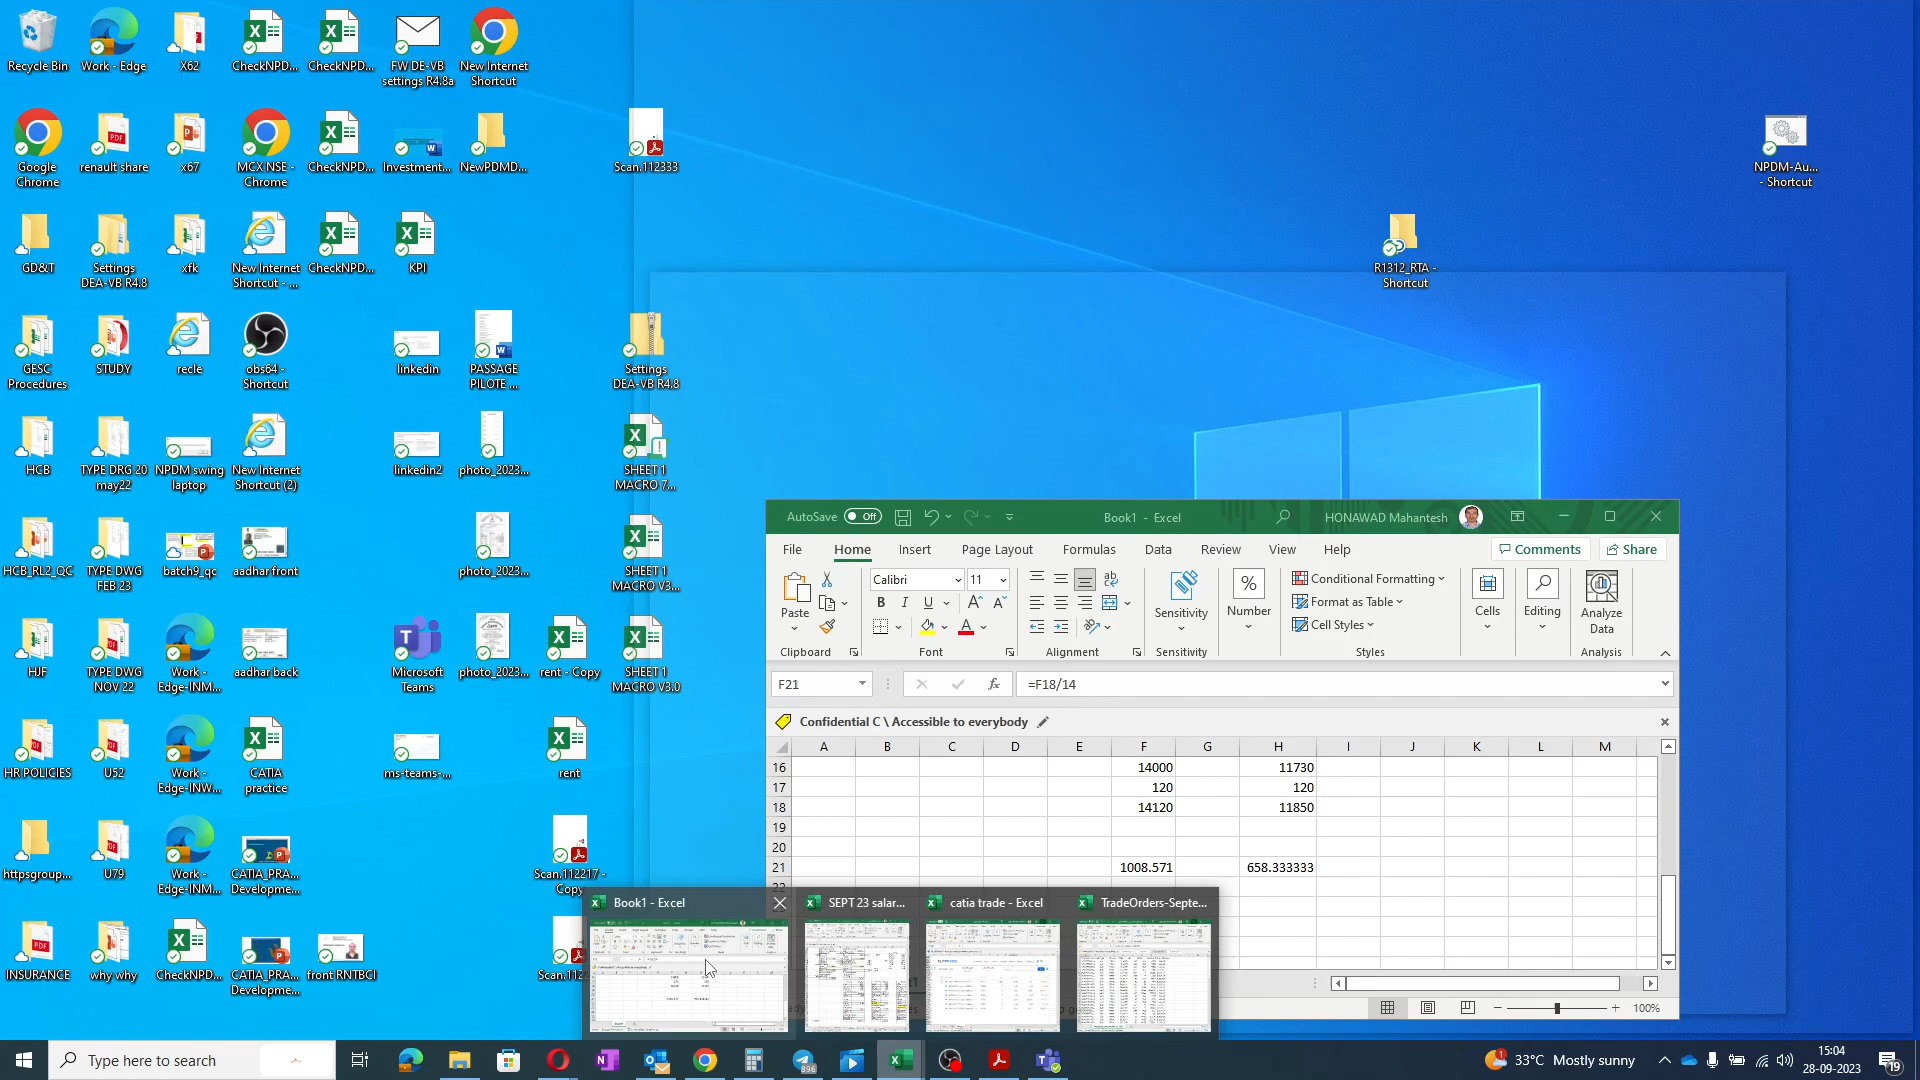 Recycle Bin
Work - Edge
X62
CheckNPD...
CheckNPD...
FW DE-VB
settings R4.8a
New Internet
Shortcut
Google
Chrome
renault share
x67
MCX NSE -
Chrome
CheckNPD...
Investment...
NewPDMD...
Scan.112333
NPDM-Au...
- Shortcut
GD&T
Settings
DEA-VB R4.8
xfk
New Internet
Shortcut - ...
CheckNPD...
KPI
R1312_RTA -
Shortcut
GESC
Procedures
STUDY
recle
obs64 -
Shortcut
linkedin
PASSAGE
PILOTE ...
Settings
DEA-VB R4.8
HCB
TYPE DRG 20
may22
NPDM swing
laptop
New Internet
Shortcut (2)
linkedin2
photo_2023...
SHEET 1
MACRO 7...
HCB_RL2_QC
TYPE DWG
FEB 23
batch9_qc
aadhar front
photo_2023...
SHEET 1
MACRO V3...
HJF
TYPE DWG
NOV 22
Work -
Edge-INM...
aadhar back
Microsoft
Teams
photo_2023...
rent - Copy
SHEET 1
MACRO V3.0
HR POLICIES
U52
Work -
Edge-INW...
CATIA
practice
ms-teams-...
rent
httpsgroup...
U79
Work -
Edge-INM...
CATIA_PRA...
Developme...
Scan.112217 -
Copy
INSURANCE
why why
CheckNPD...
CATIA_PRA...
Developme...
front RNTBCI
AutoSave Off
Book1 - Excel
HONAWAD Mahantesh
File Home Insert Page Layout Formulas Data Review View Help
Comments Share
Paste
Calibri 11
B I U
Sensitivity
%
Number
Conditional Formatting
Format as Table
Cell Styles
Cells
Editing
Analyze
Data
Clipboard Font Alignment Sensitivity Styles Analysis
F21 fx =F18/14
Confidential C \ Accessible to everybody
A B C D E F G H I J K L M
16 14000 11730
17 120 120
18 14120 11850
19
20
21 1008.571 658.333333
Book1 - Excel
SEPT 23 salar...
catia trade - Excel
TradeOrders-Septe...
100%
Type here to search
896
33°C Mostly sunny
15:04
28-09-2023
19